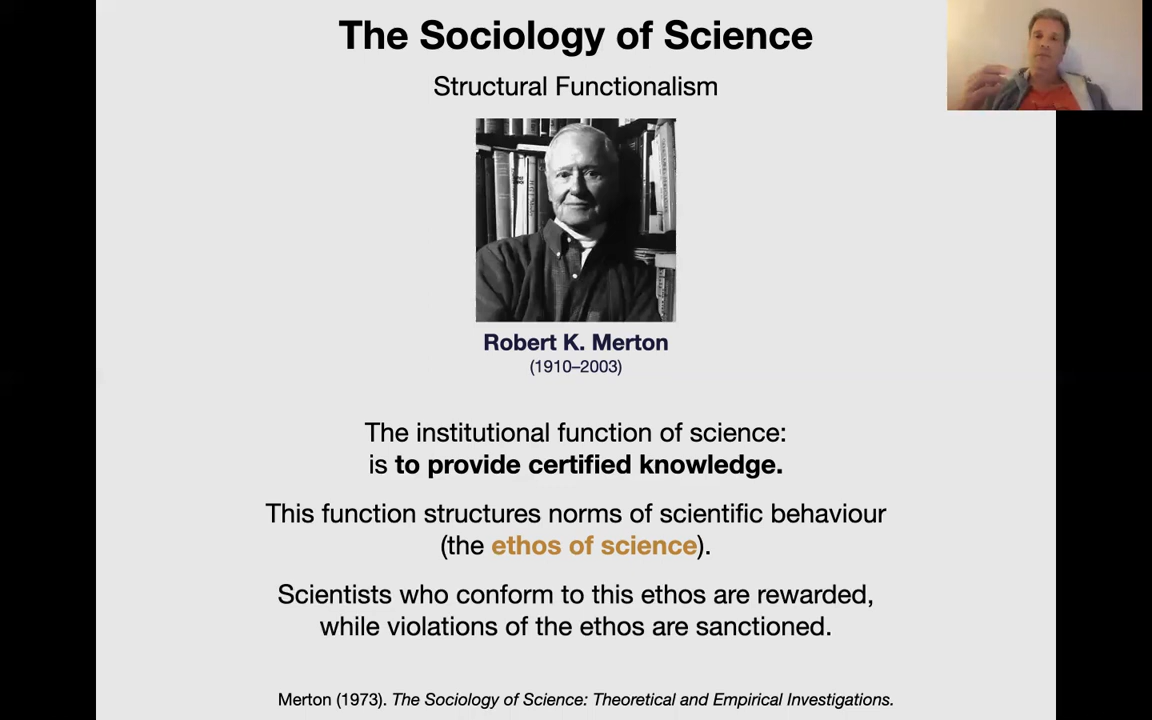 The Sociology of Science
Structural Functionalism
Robert K. Merton
(1910–2003)
The institutional function of science:
is to provide certified knowledge.
This function structures norms of scientific behaviour
(the ethos of science).
Scientists who conform to this ethos are rewarded,
while violations of the ethos are sanctioned.
Merton (1973). The Sociology of Science: Theoretical and Empirical Investigations.